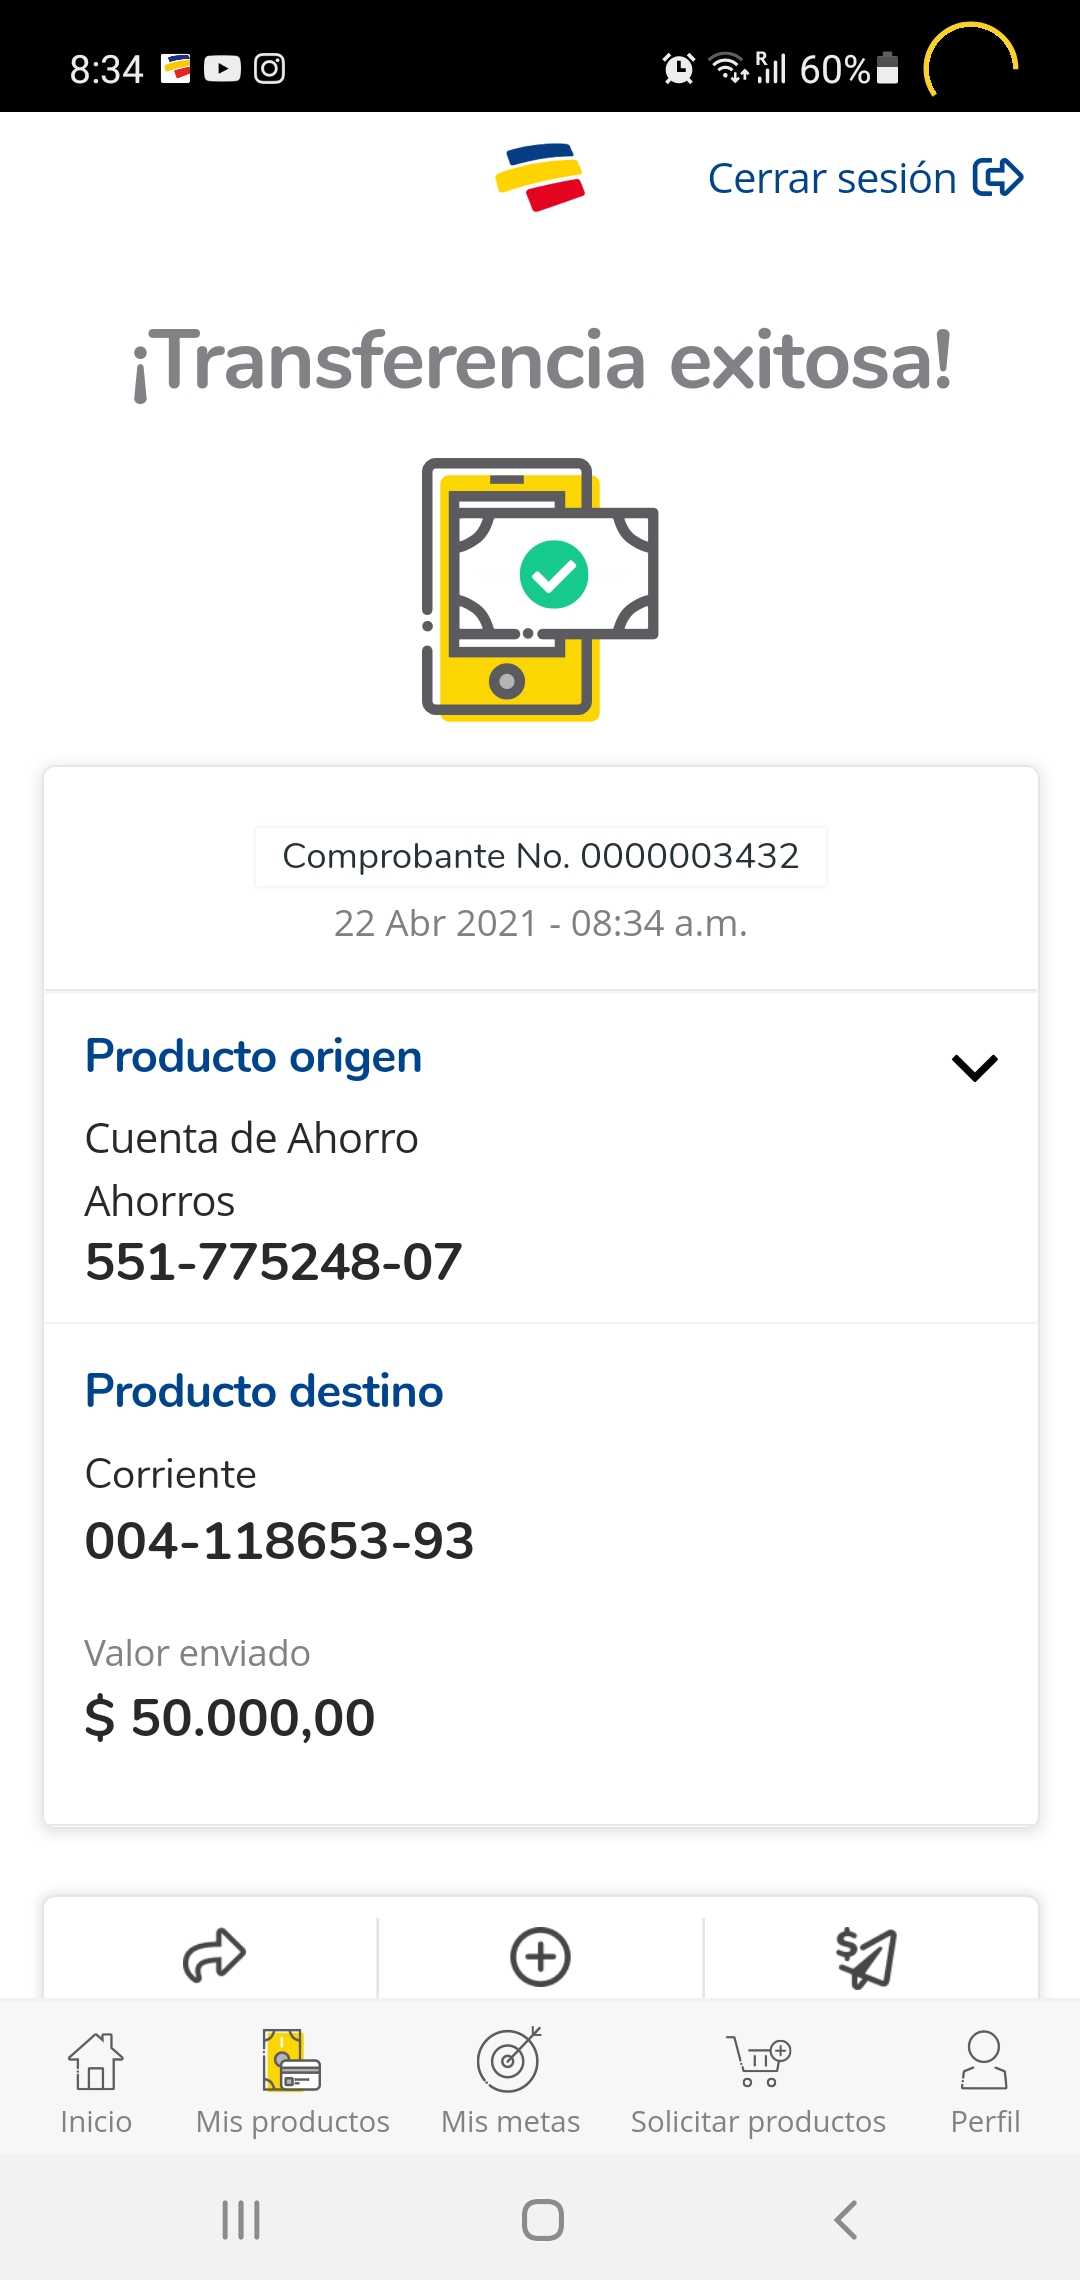 8:34
R
60%
Cerrar sesión
¡Transferencia exitosa!
Comprobante No. 0000003432
22 Abr 2021 - 08:34 a.m.
Producto origen
Cuenta de Ahorro
Ahorros
551-775248-07
Producto destino
Corriente
004-118653-93
Valor enviado
$ 50.000,00
Inicio
Mis productos
Mis metas
Solicitar productos
Perfil